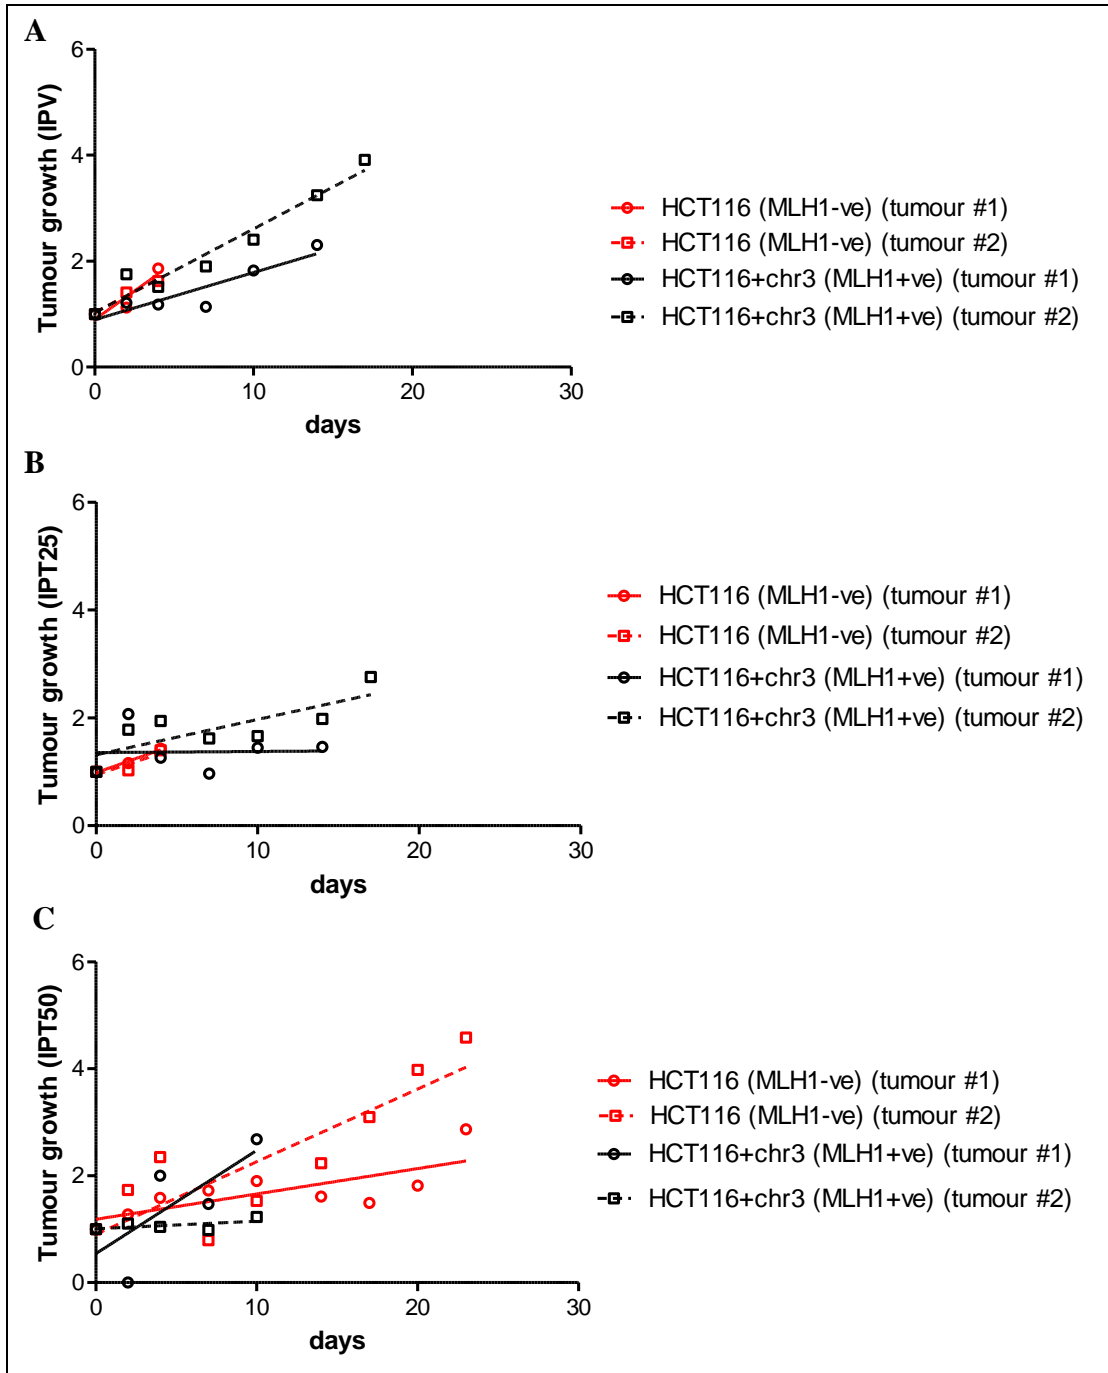 A
6
4
2
0
Tumour growth (IPV)
0 10 20 30
days
HCT116 (MLH1-ve) (tumour #1)
HCT116 (MLH1-ve) (tumour #2)
HCT116+chr3 (MLH1+ve) (tumour #1)
HCT116+chr3 (MLH1+ve) (tumour #2)
B
6
4
2
0
Tumour growth (IPT25)
0 10 20 30
days
HCT116 (MLH1-ve) (tumour #1)
HCT116 (MLH1-ve) (tumour #2)
HCT116+chr3 (MLH1+ve) (tumour #1)
HCT116+chr3 (MLH1+ve) (tumour #2)
C
6
4
2
0
Tumour growth (IPT50)
0 10 20 30
days
HCT116 (MLH1-ve) (tumour #1)
HCT116 (MLH1-ve) (tumour #2)
HCT116+chr3 (MLH1+ve) (tumour #1)
HCT116+chr3 (MLH1+ve) (tumour #2)